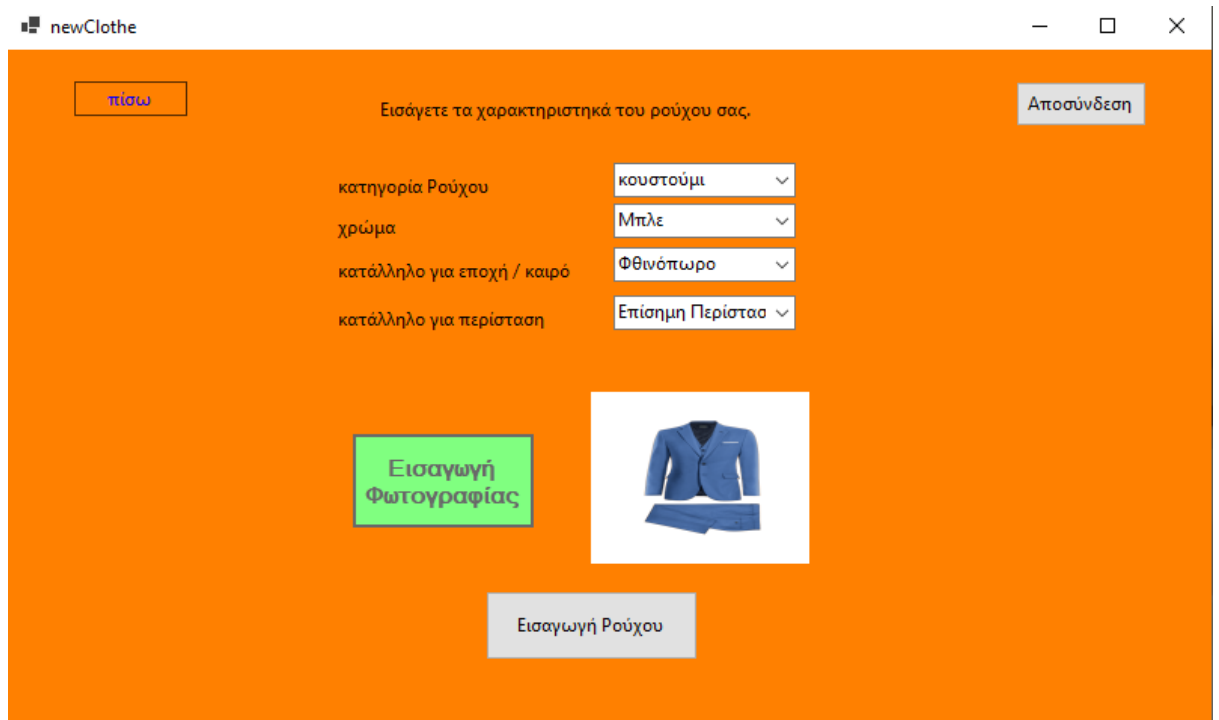 newClothe
πίσω
Εισάγετε τα χαρακτηριστηκά του ρούχου σας.
Αποσύνδεση
κατηγορία Ρούχου
κουστούμι
χρώμα
Μπλε
κατάλληλο για εποχή / καιρό
Φθινόπωρο
κατάλληλο για περίσταση
Επίσημη Περίστασ
Εισαγωγή
Φωτογραφίας
Εισαγωγή Ρούχου